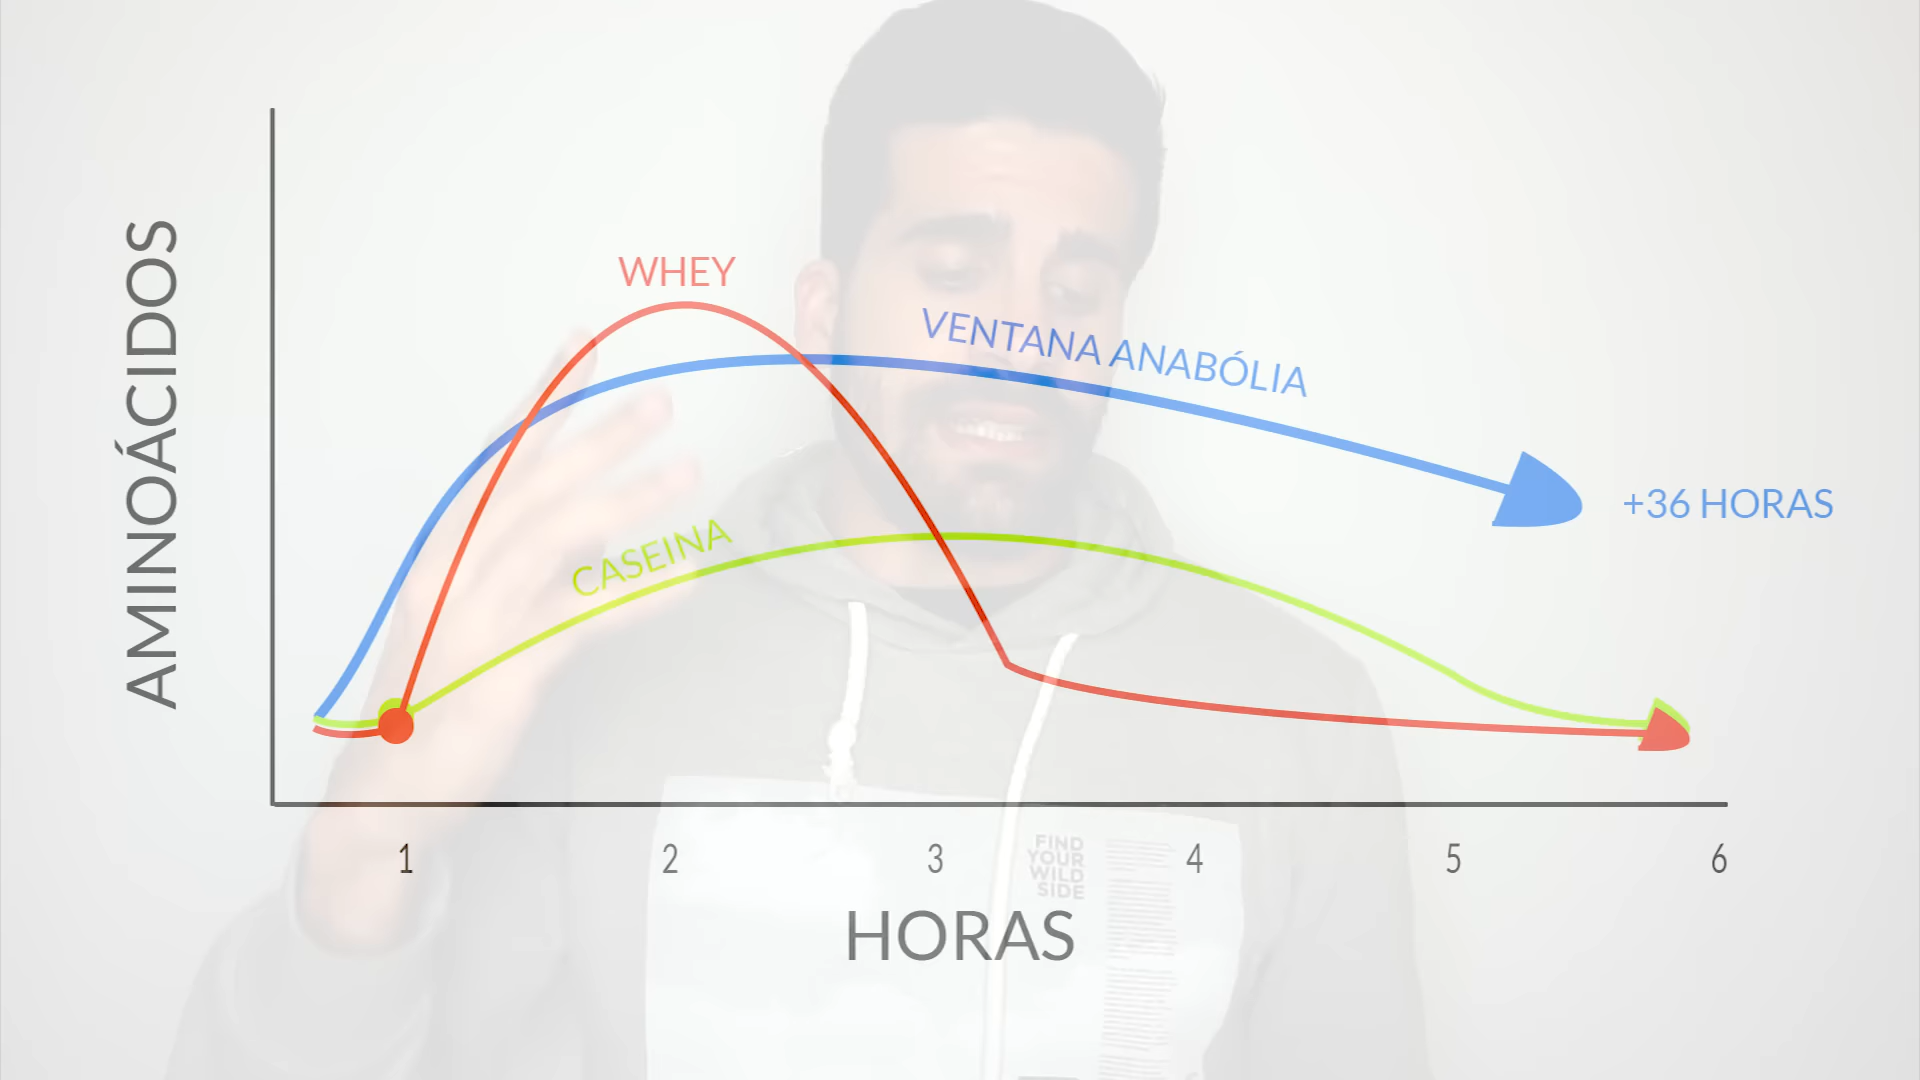 AMINOÁCIDOS
WHEY
VENTANA ANABÓLIA
CASEINA
+36 HORAS
1 2 3 4 5 6
HORAS
FIND
YOUR
WILD
SIDE